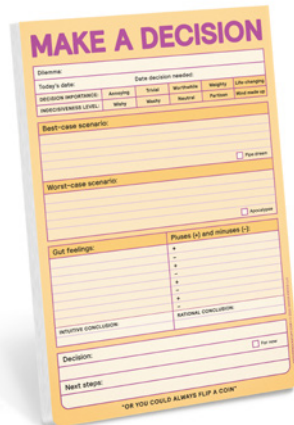 MAKE A DECISION
Dilemma:
Today's date: Date decision needed:
DECISION IMPORTANCE: Annoying Trivial Worthwhile Weighty Life-changing
INDECISIVENESS LEVEL: Wishy Washy Neutral Partisan Mind made up
Best-case scenario:
Pipe dream
Worst-case scenario:
Apocalypse
Gut feelings: Pluses (+) and minuses (–):
+
-
+
-
+
-
+
-
+
INTUITIVE CONCLUSION: RATIONAL CONCLUSION:
Decision:
For now
Next steps:
"OR YOU COULD ALWAYS FLIP A COIN"